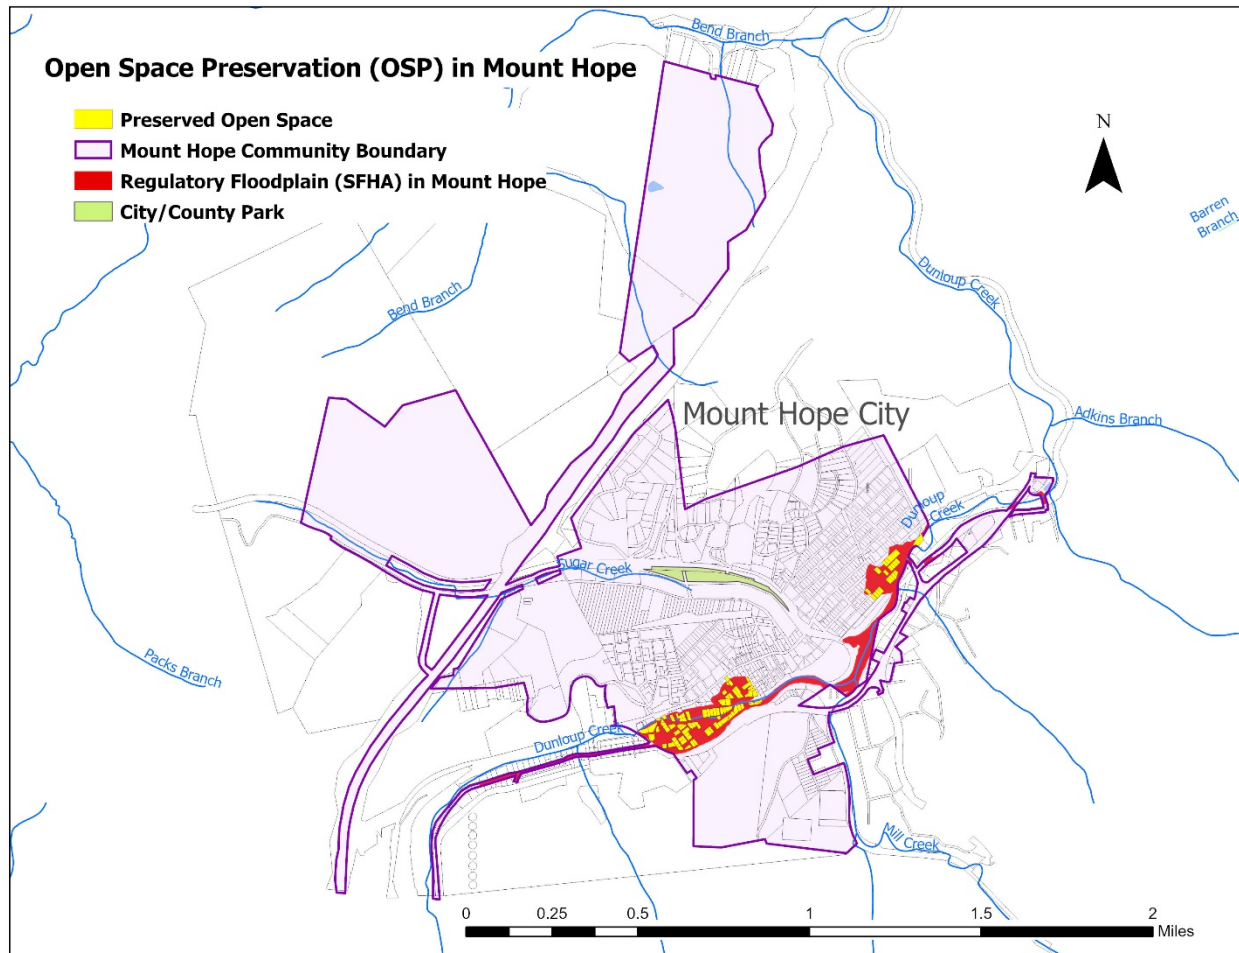 Bend Branch
Open Space Preservation (OSP) in Mount Hope
Preserved Open Space
Mount Hope Community Boundary
Regulatory Floodplain (SFHA) in Mount Hope
City/County Park
N
Barren
Branch
Dunloup Creek
Bend Branch
Mount Hope City
Adkins Branch
Dunloup
Creek
Sugar Creek
Packs Branch
Dunloup Creek
Mill Creek
0 0.25 0.5 1 1.5 2
Miles